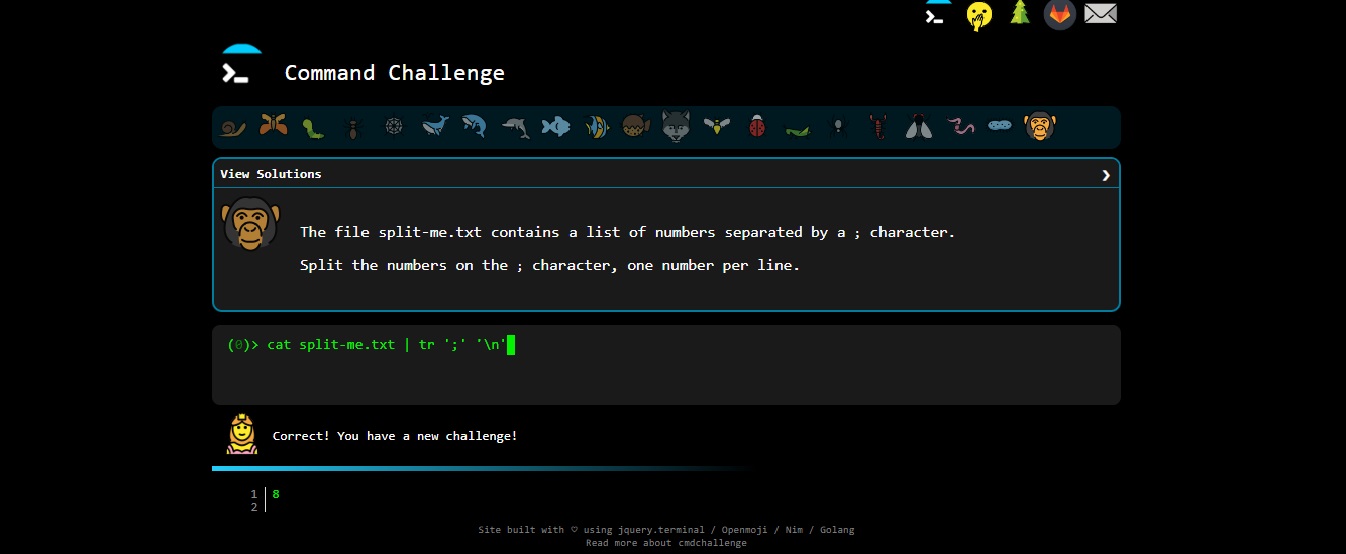 Command Challenge
View Solutions
The file split-me.txt contains a list of numbers separated by a ; character.
Split the numbers on the ; character, one number per line.
(0)> cat split-me.txt | tr ';' '\n'
Correct! You have a new challenge!
1 8
2
Site built with ♡ using jquery.terminal / Openmoji / Nim / Golang
Read more about cmdchallenge